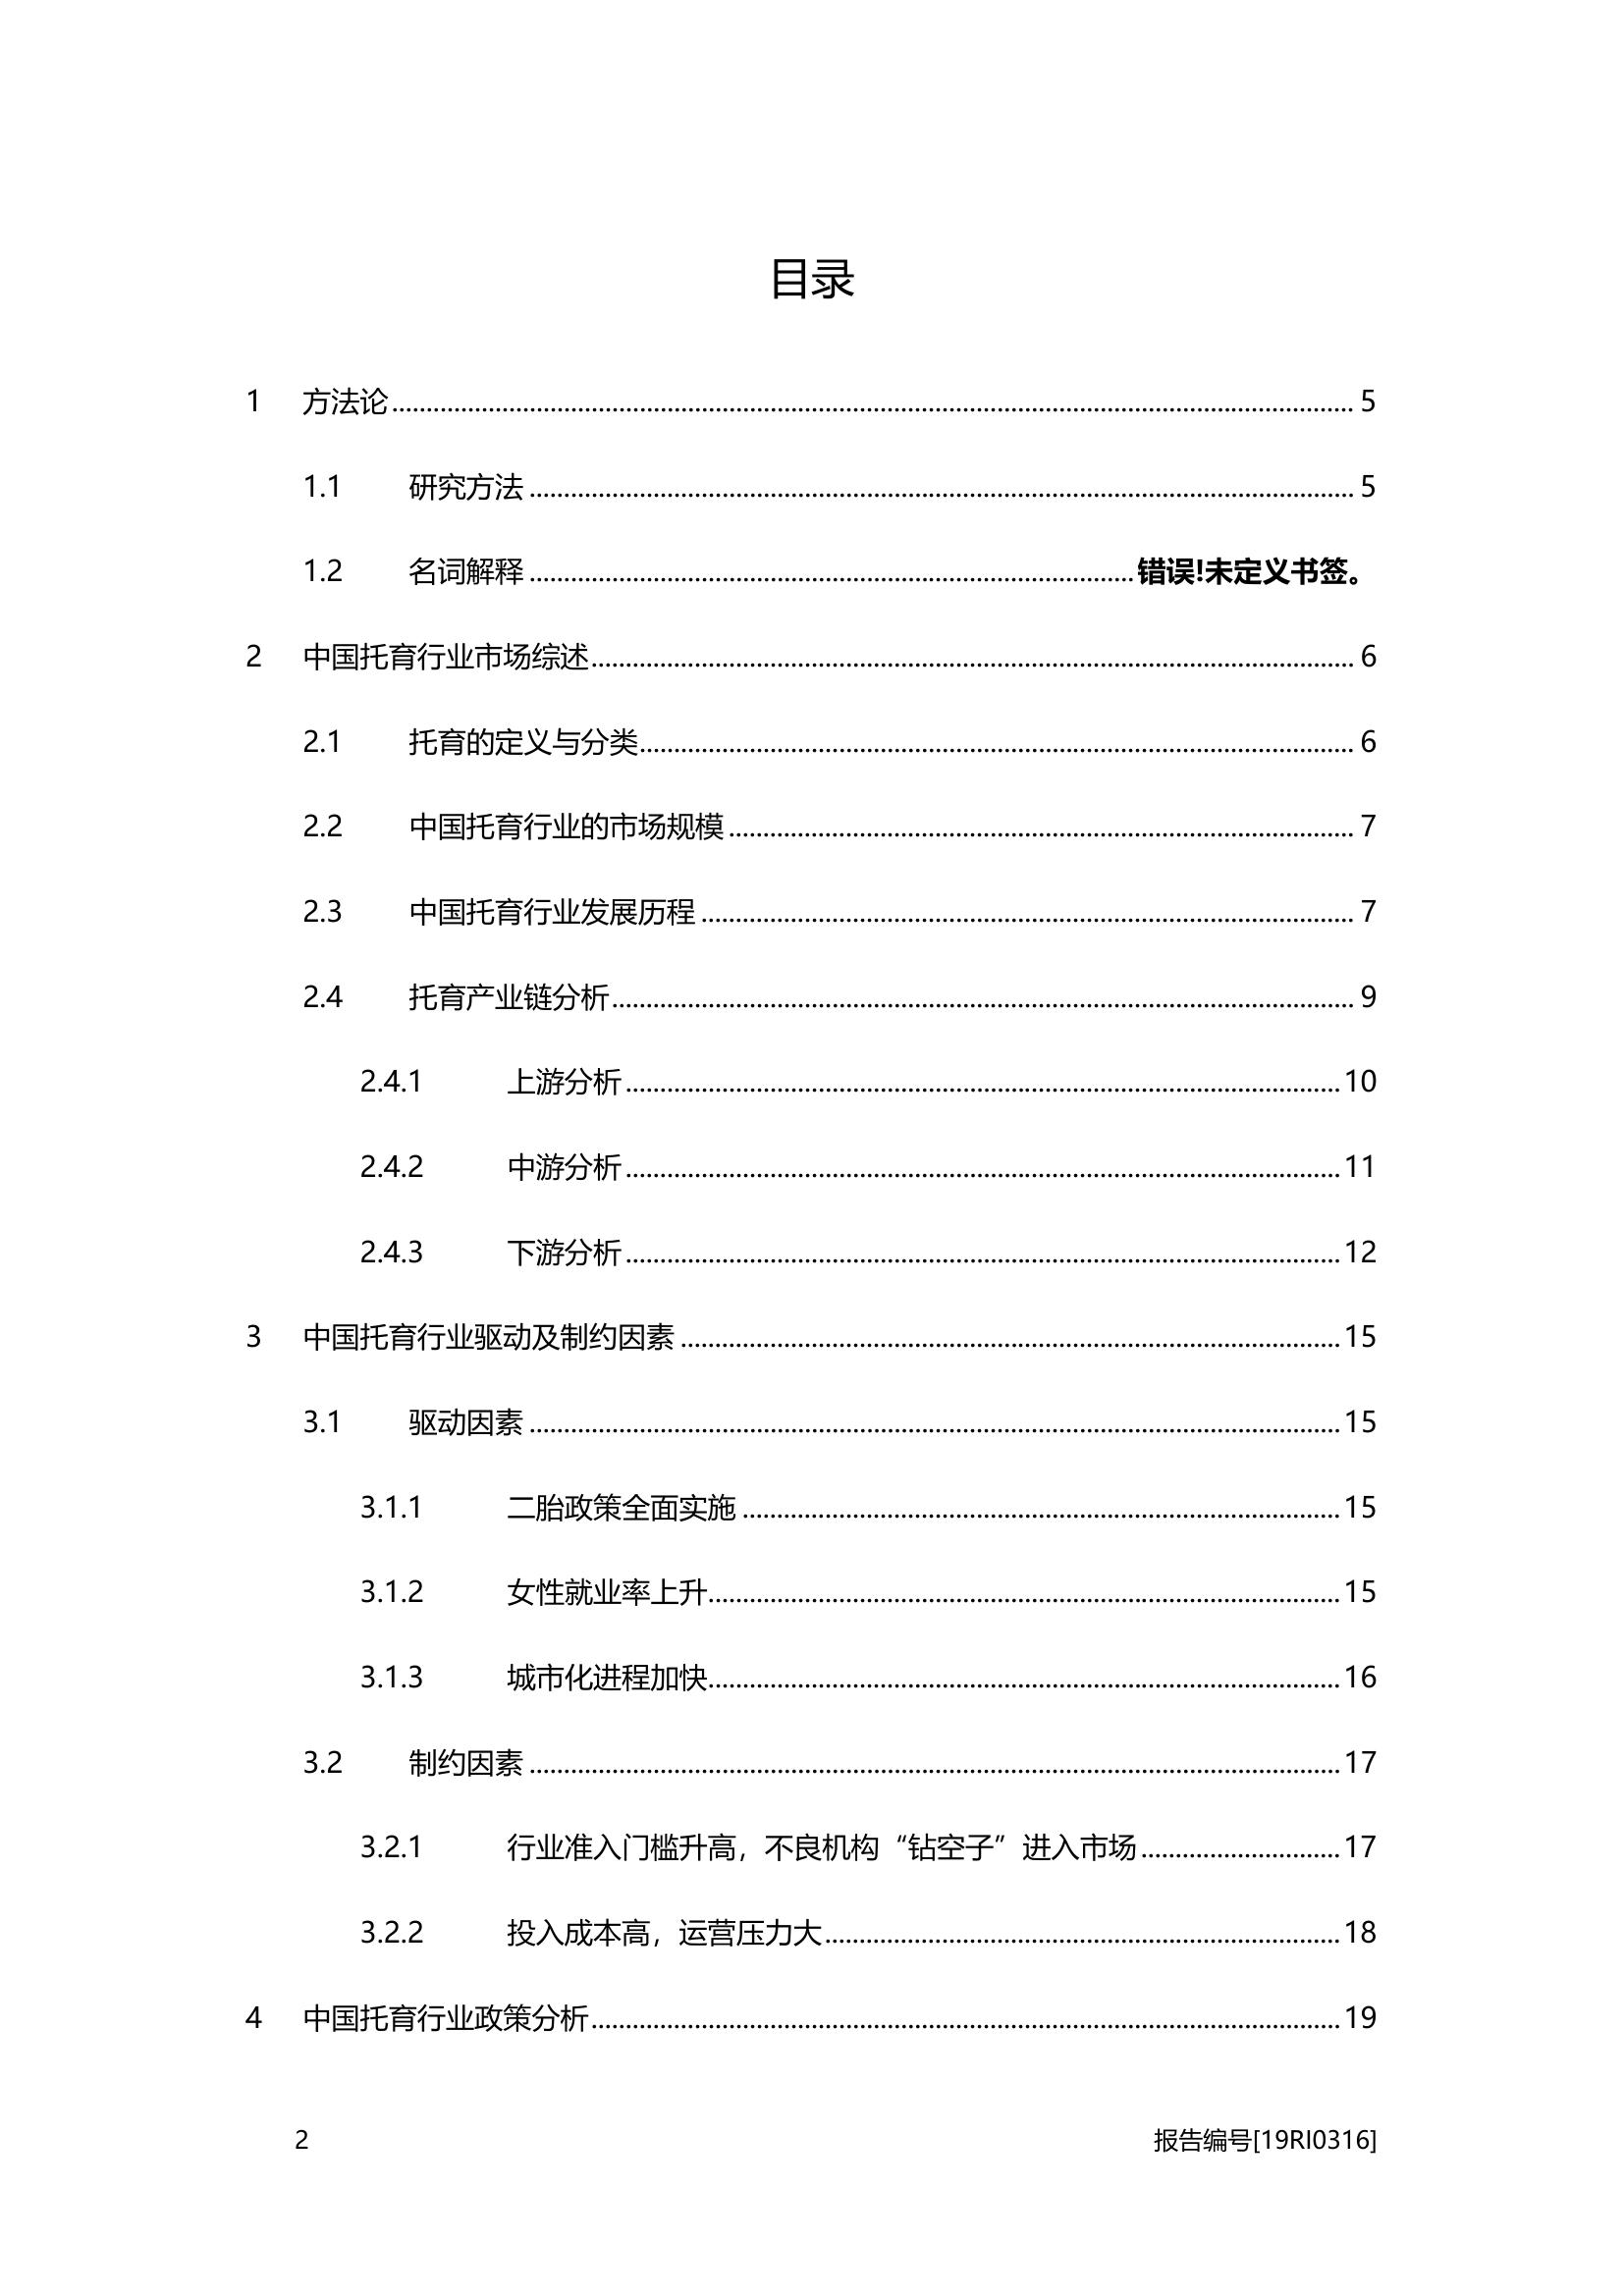 目录
1 方法论 5
1.1 研究方法 5
1.2 名词解释 错误!未定义书签。
2 中国托育行业市场综述 6
2.1 托育的定义与分类 6
2.2 中国托育行业的市场规模 7
2.3 中国托育行业发展历程 7
2.4 托育产业链分析 9
2.4.1 上游分析 10
2.4.2 中游分析 11
2.4.3 下游分析 12
3 中国托育行业驱动及制约因素 15
3.1 驱动因素 15
3.1.1 二胎政策全面实施 15
3.1.2 女性就业率上升 15
3.1.3 城市化进程加快 16
3.2 制约因素 17
3.2.1 行业准入门槛升高，不良机构“钻空子”进入市场 17
3.2.2 投入成本高，运营压力大 18
4 中国托育行业政策分析 19
2 报告编号[19RI0316]